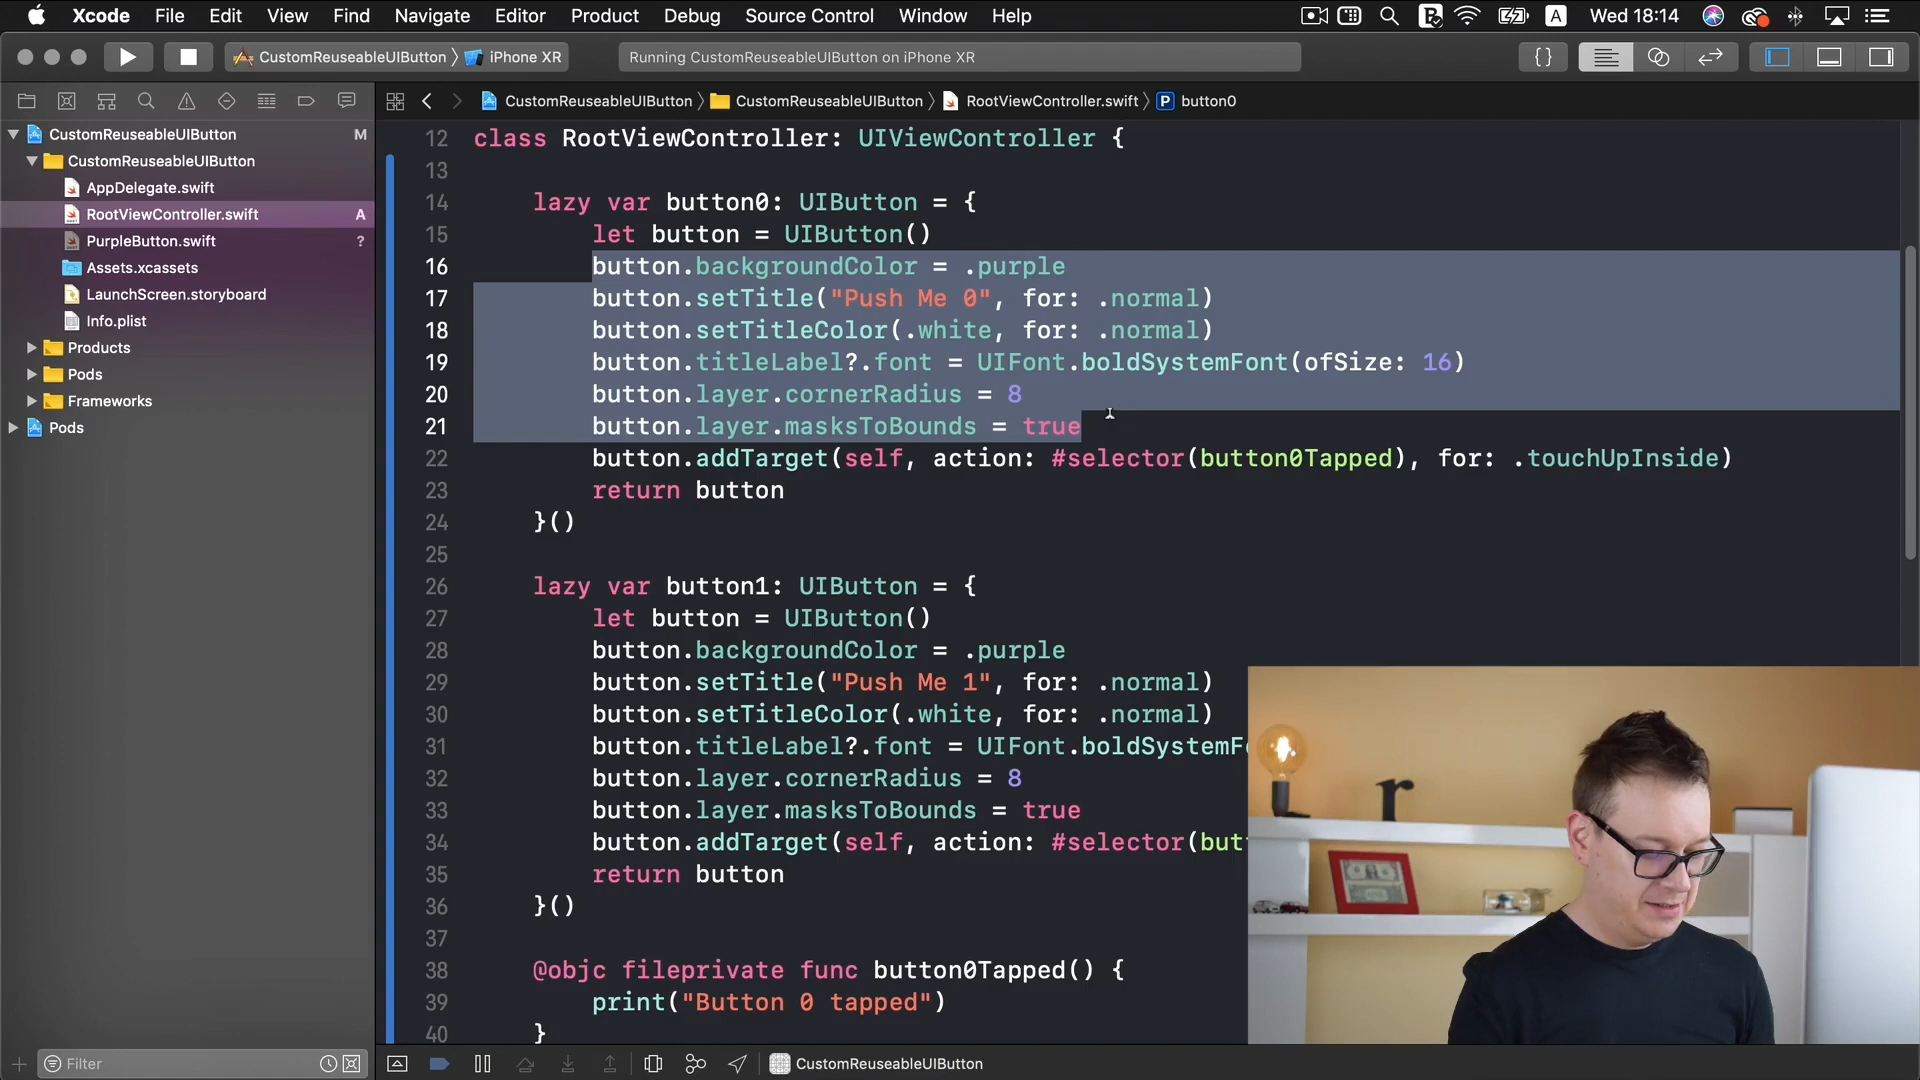 Xcode File Edit View Find Navigate Editor Product Debug Source Control Window Help A Wed 18:14
CustomReuseableUIButton iPhone XR Running CustomReuseableUIButton on iPhone XR {}
CustomReuseableUIButton CustomReuseableUIButton RootViewController.swift P button0
CustomReuseableUIButton M
CustomReuseableUIButton
AppDelegate.swift
RootViewController.swift A
PurpleButton.swift ?
Assets.xcassets
LaunchScreen.storyboard
Info.plist
Products
Pods
Frameworks
Pods
12 class RootViewController: UIViewController {
13
14 lazy var button0: UIButton = {
15 let button = UIButton()
16 button.backgroundColor = .purple
17 button.setTitle("Push Me 0", for: .normal)
18 button.setTitleColor(.white, for: .normal)
19 button.titleLabel?.font = UIFont.boldSystemFont(ofSize: 16)
20 button.layer.cornerRadius = 8
21 button.layer.masksToBounds = true
22 button.addTarget(self, action: #selector(button0Tapped), for: .touchUpInside)
23 return button
24 }()
25
26 lazy var button1: UIButton = {
27 let button = UIButton()
28 button.backgroundColor = .purple
29 button.setTitle("Push Me 1", for: .normal)
30 button.setTitleColor(.white, for: .normal)
31 button.titleLabel?.font = UIFont.boldSystemF
32 button.layer.cornerRadius = 8
33 button.layer.masksToBounds = true
34 button.addTarget(self, action: #selector(but
35 return button
36 }()
37
38 @objc fileprivate func button0Tapped() {
39 print("Button 0 tapped")
40 }
Filter CustomReuseableUIButton
r